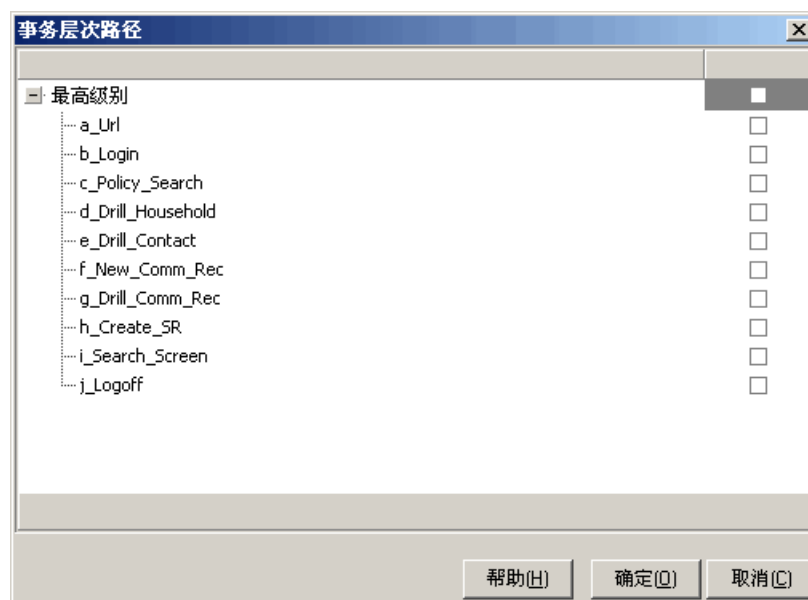 事务层次路径
最高级别
a_Url
b_Login
c_Policy_Search
d_Drill_Household
e_Drill_Contact
f_New_Comm_Rec
g_Drill_Comm_Rec
h_Create_SR
i_Search_Screen
j_Logoff
帮助(H) 确定(O) 取消(C)